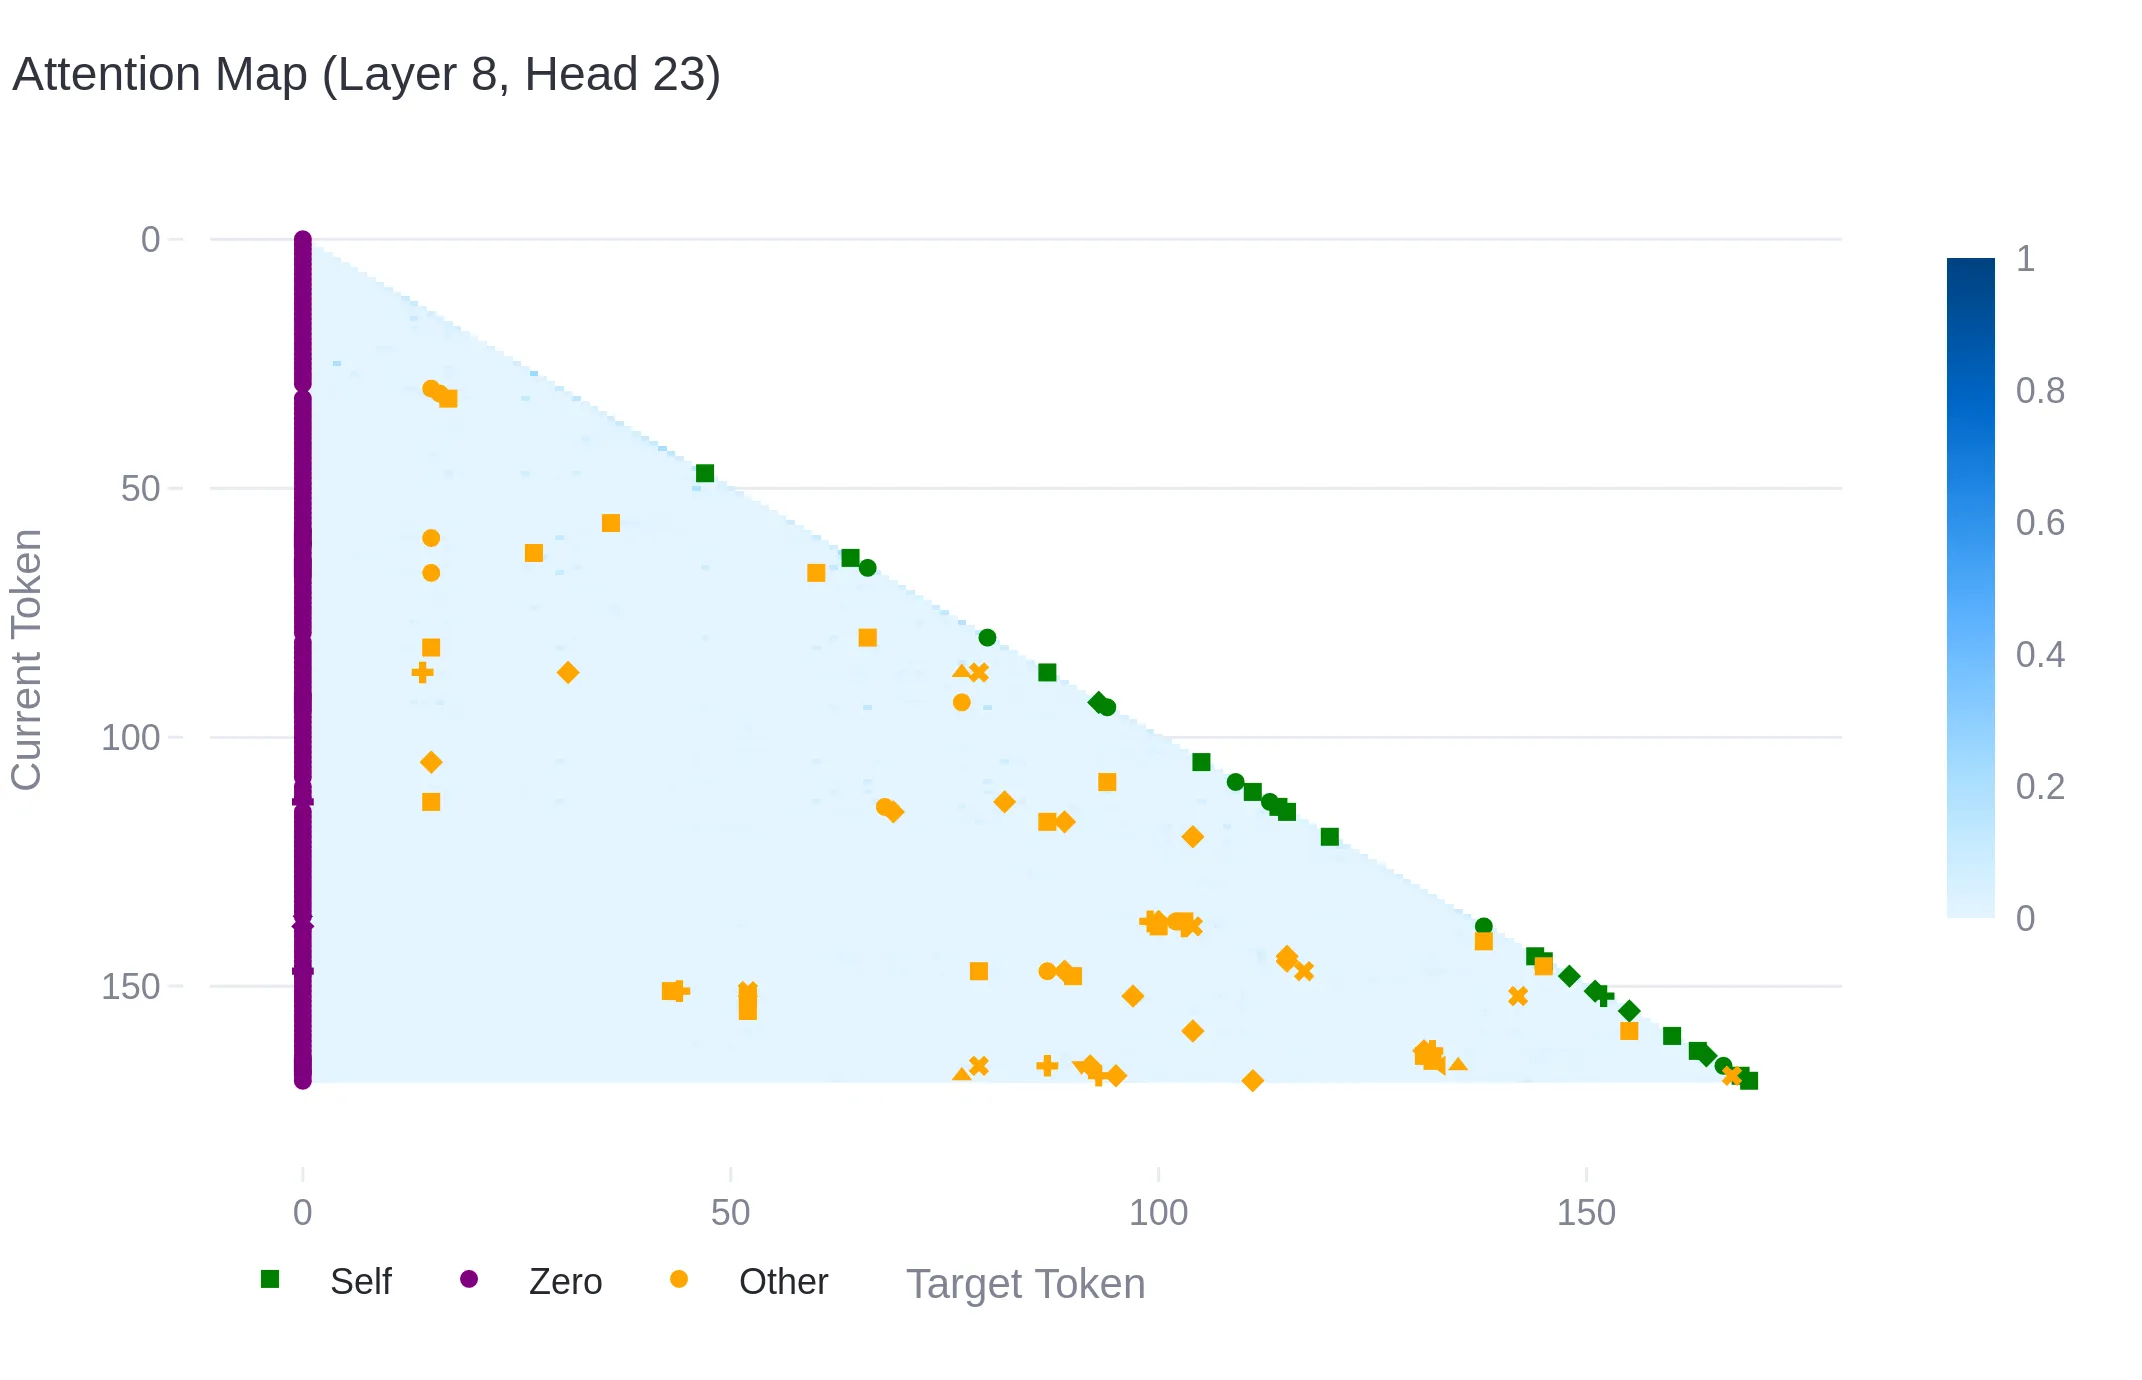 Attention Map (Layer 8, Head 23)
0
50
100
150
Current Token
1
0.8
0.6
0.4
0.2
0
0 50 100 150
Self Zero Other Target Token